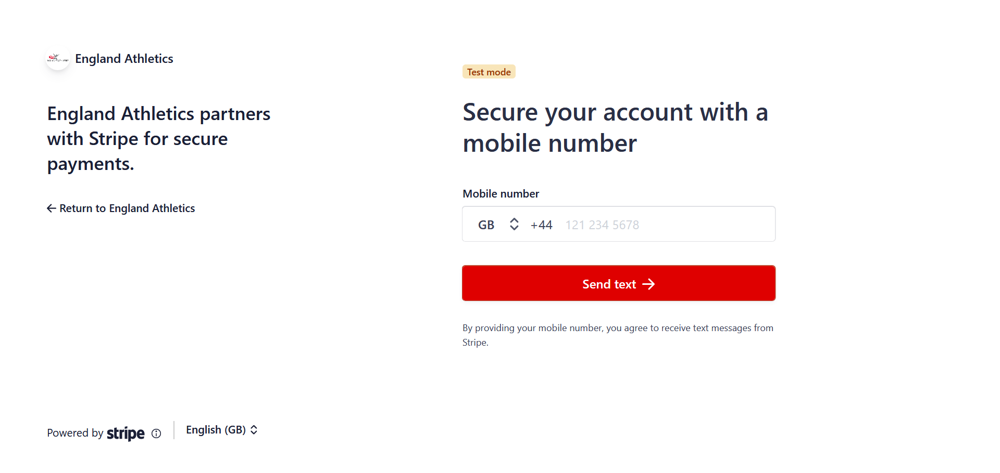 England Athletics
England Athletics partners
with Stripe for secure
payments.
Return to England Athletics
Powered by stripe
English (GB)
Test mode
Secure your account with a
mobile number
Mobile number
GB +44 121 234 5678
Send text
By providing your mobile number, you agree to receive text messages from
Stripe.